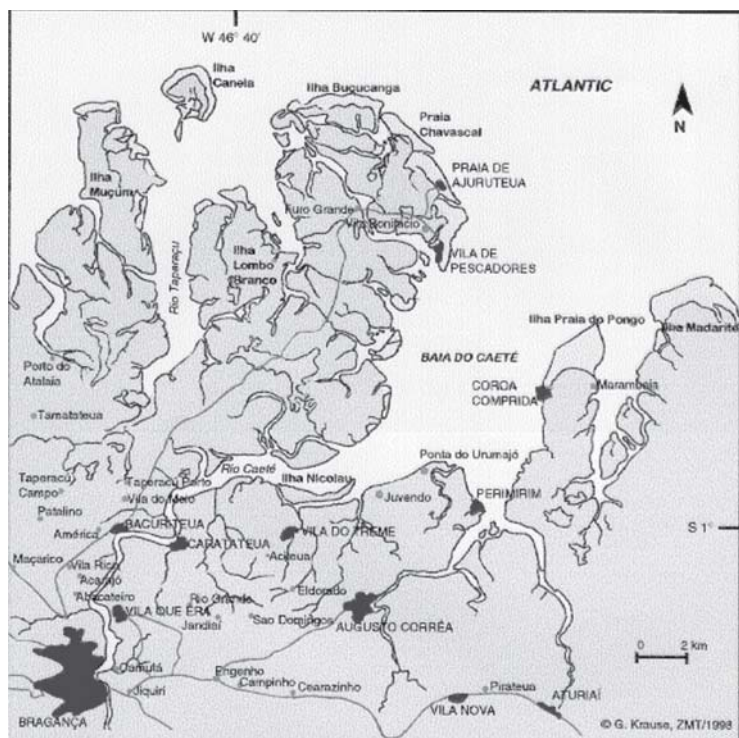 W 46° 40'
Ilha
Canela
Ilha Buçucanga
ATLANTIC
Praia
Chavascal
N
PRAIA DE
AJURUTEUA
Ilha
Muçum
Furo Grande
Vila Bonifácio
Rio Taperaçu
Ilha
Lombo
Branco
VILA DE
PESCADORES
Ilha Praia do Pongo
Ilha Madarité
BAIA DO CAETÉ
Porto do
Atalaia
COROA
COMPRIDA
Marambaia
Tamatateua
Ponta do Urumajó
Rio Caeté
Ilha Nicolau
Taperacú
Campo
Taperacú Porto
Vila do Meio
Juvendo
PERIMIRIM
Patalino
América
BACURITEUA
VILA DO TREME
S 1°
CARATATEUA
Maçarico
Vila Rica
Acarajó
Abacateiro
Eldorado
Rio Grande
VILA QUE ERA
Jandiaí
Sao Domingos
AUGUSTO CORRÊA
0 2 km
Camutá
Jiquiri
Engenho
Campinho
Cearazinho
Pirateua
ATURIAÍ
VILA NOVA
BRAGANÇA
© G. Krause, ZMT/1998